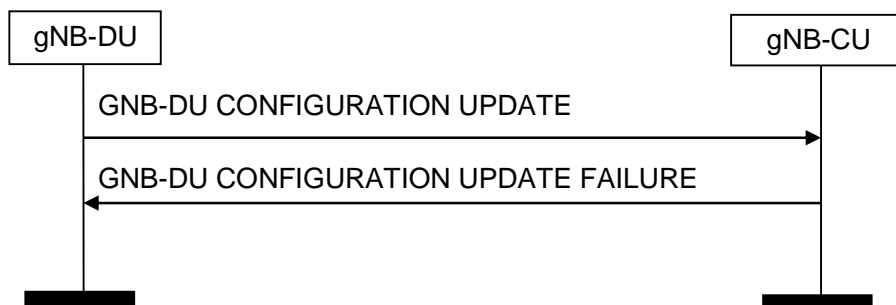 gNB-DU
gNB-CU
GNB-DU CONFIGURATION UPDATE
GNB-DU CONFIGURATION UPDATE FAILURE